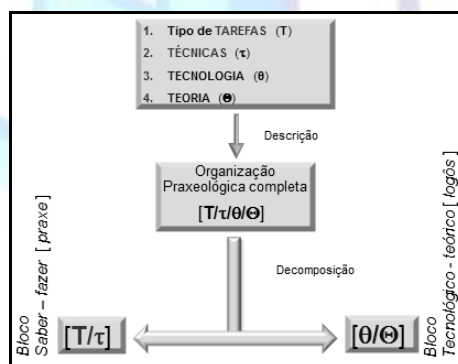 1. Tipo de TAREFAS (T)
2. TÉCNICAS (τ)
3. TECNOLOGIA (θ)
4. TEORIA (Θ)
Descrição
Organização
Praxeológica completa
[T/τ/θ/Θ]
Decomposição
Bloco
Saber – fazer [ praxe ]
[T/τ]
[θ/Θ]
Bloco
Tecnológico - teórico [ logôs ]